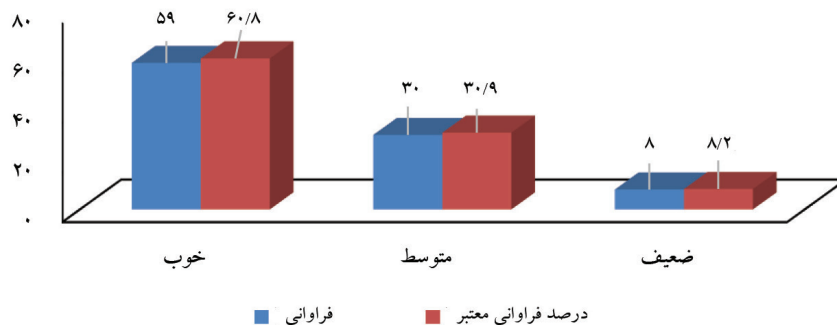 ۸۰
۶۰
۴۰
۲۰
۰
۵۹
۶۰/۸
۳۰
۳۰/۹
۸
۸/۲
خوب
متوسط
ضعیف
فراوانی
درصد فراوانی معتبر